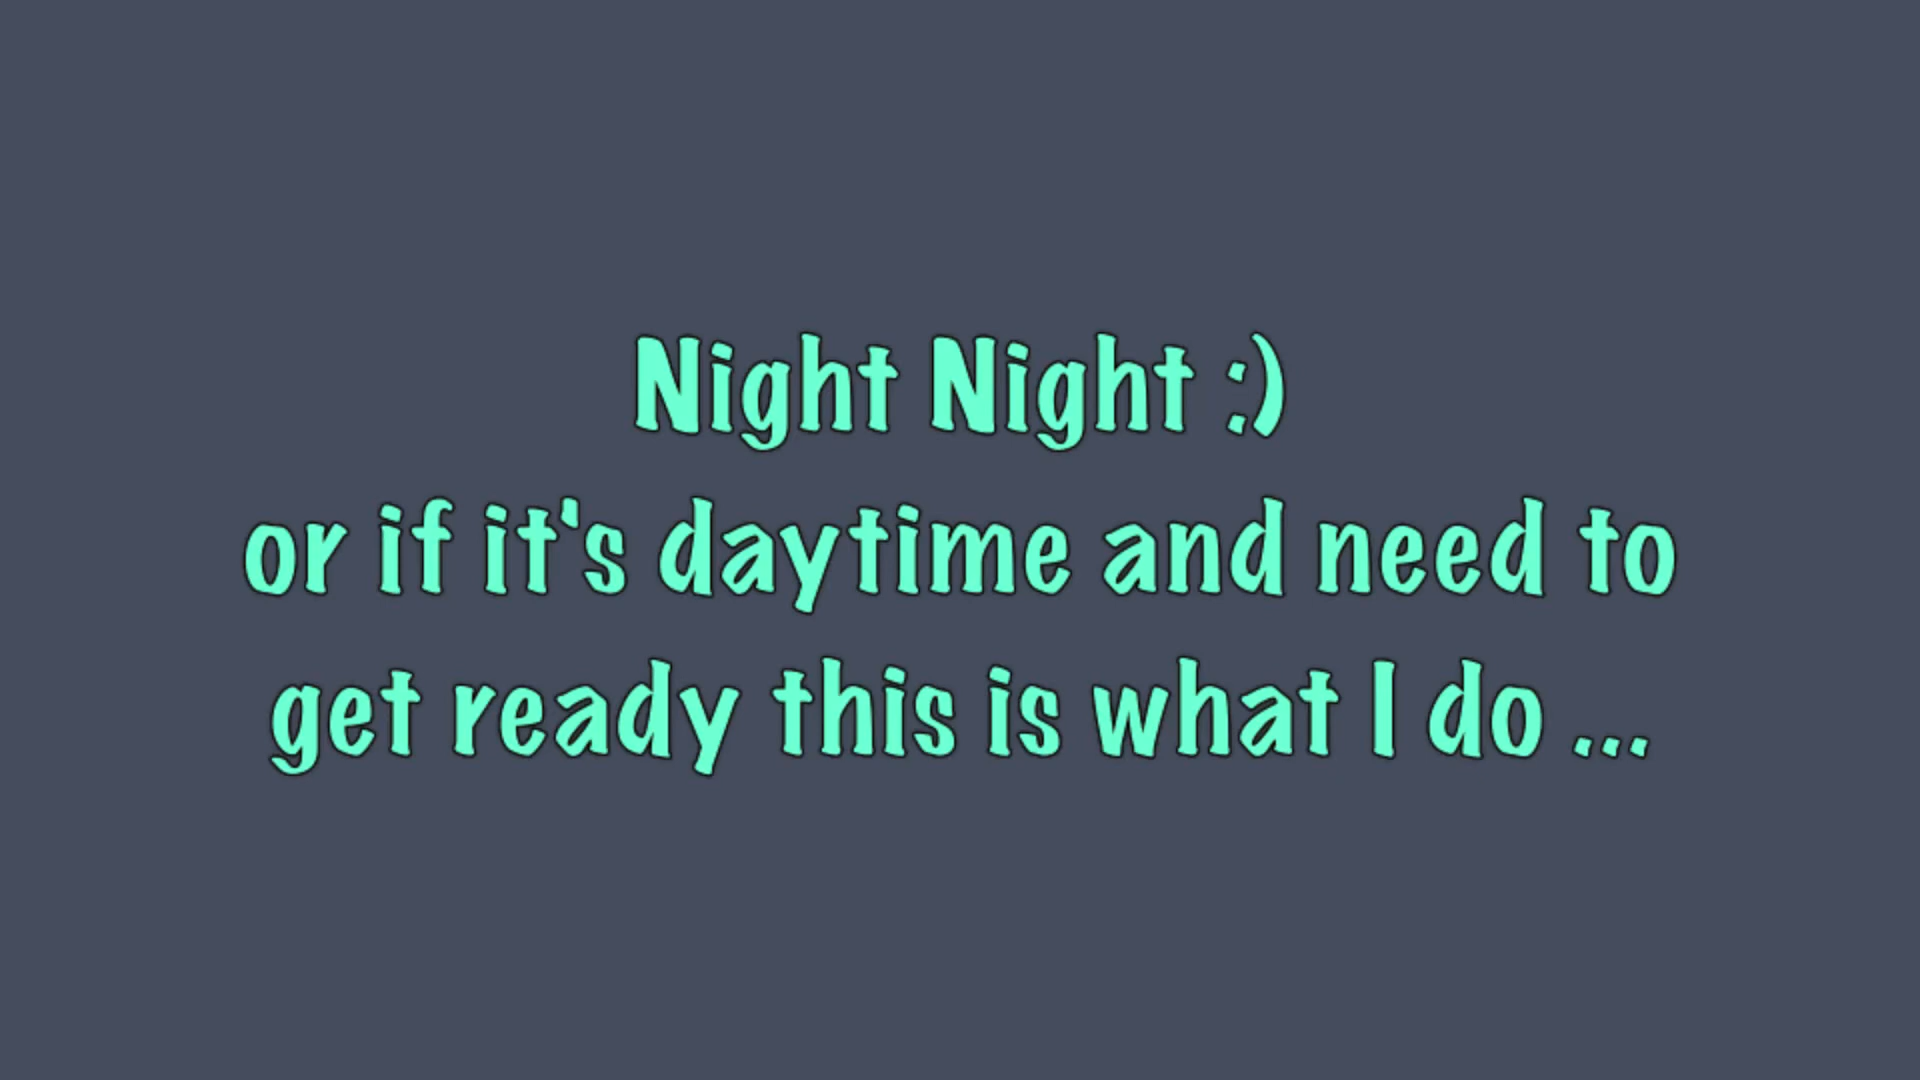 Night Night :)
or if it's daytime and need to
get ready this is what I do ...